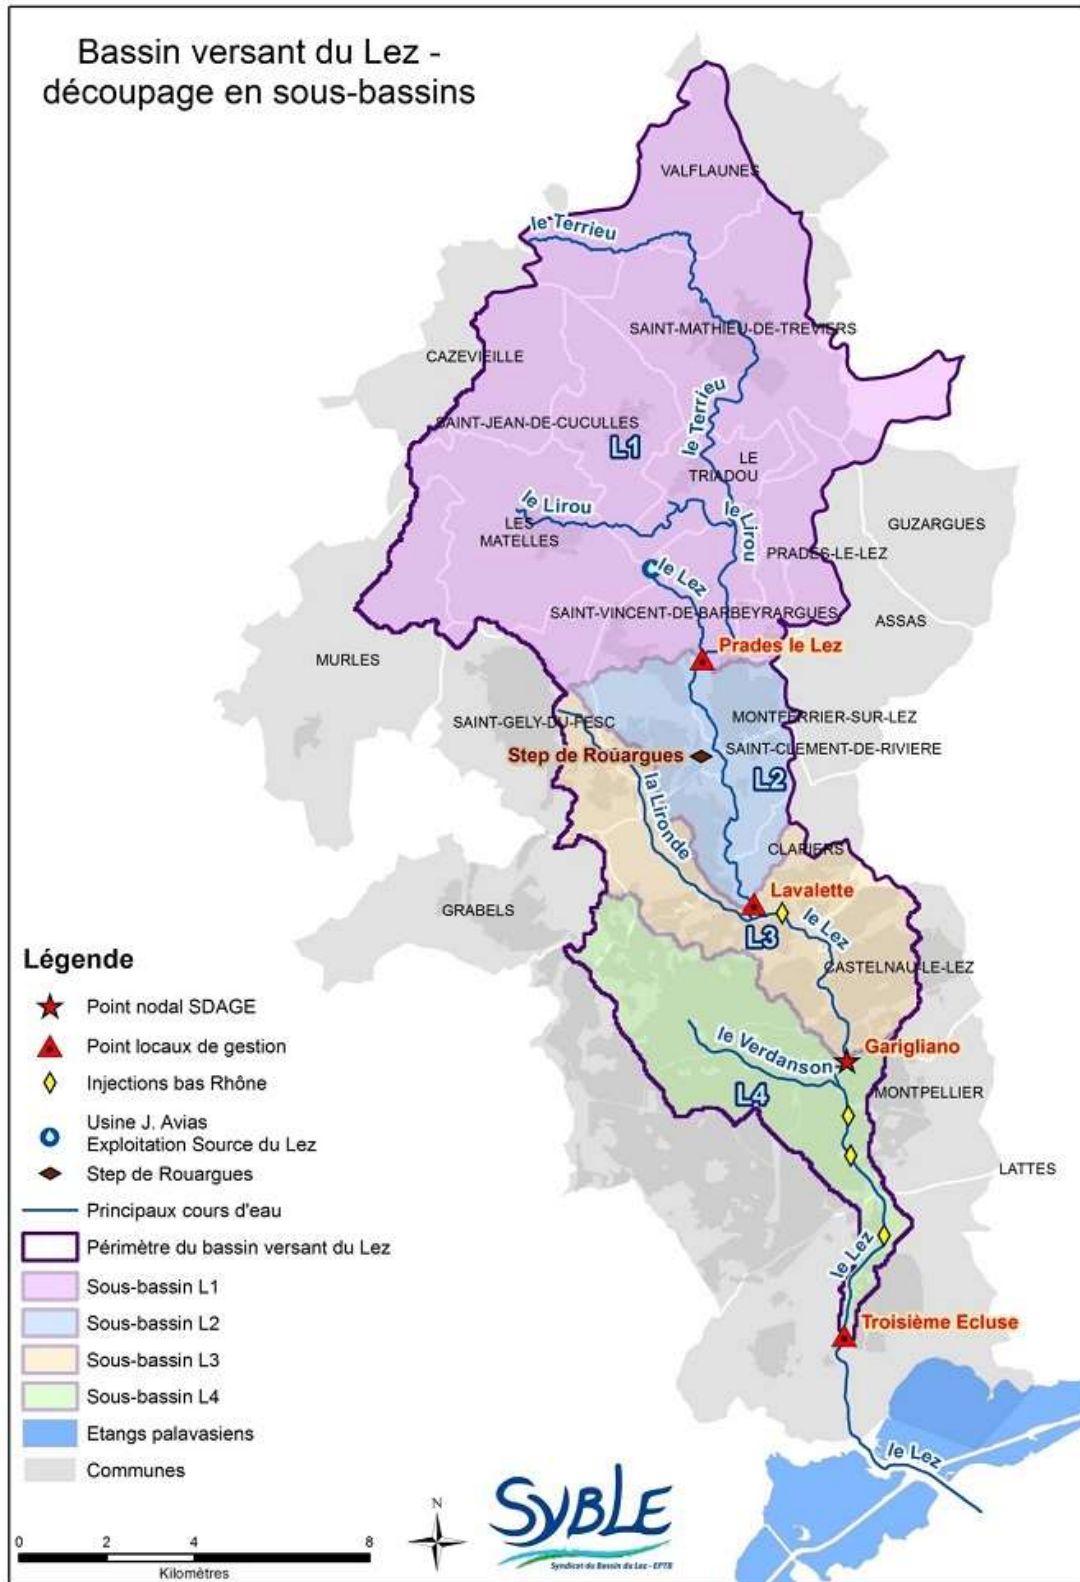 Bassin versant du Lez -
découpage en sous-bassins
VALFLAUNES
le Terrieu
SAINT-MATHIEU-DE-TREVIERS
CAZEVIEILLE
le Terrieu
SAINT-JEAN-DE-CUCULLES
L1
LE
TRIADOU
le Lirou
le Lirou
LES
MATELLES
GUZARGUES
PRADES-LE-LEZ
le Lez
SAINT-VINCENT-DE-BARBEYRARGUES
ASSAS
Prades le Lez
MURLES
SAINT-GELY-DU-FESC
MONTFERRIER-SUR-LEZ
SAINT-CLEMENT-DE-RIVIERE
Step de Rouargues
L2
la Lironde
CLAPIERS
Lavalette
GRABELS
le Lez
L3
CASTELNAU-LE-LEZ
le Verdanson
Garigliano
L4
MONTPELLIER
LATTES
le Lez
Troisième Ecluse
le Lez
Légende
Point nodal SDAGE
Point locaux de gestion
Injections bas Rhône
Usine J. Avias
Exploitation Source du Lez
Step de Rouargues
Principaux cours d'eau
Périmètre du bassin versant du Lez
Sous-bassin L1
Sous-bassin L2
Sous-bassin L3
Sous-bassin L4
Etangs palavasiens
Communes
0 2 4 8
Kilomètres
N
SYBLE
Syndicat du Bassin du Lez - EPTB